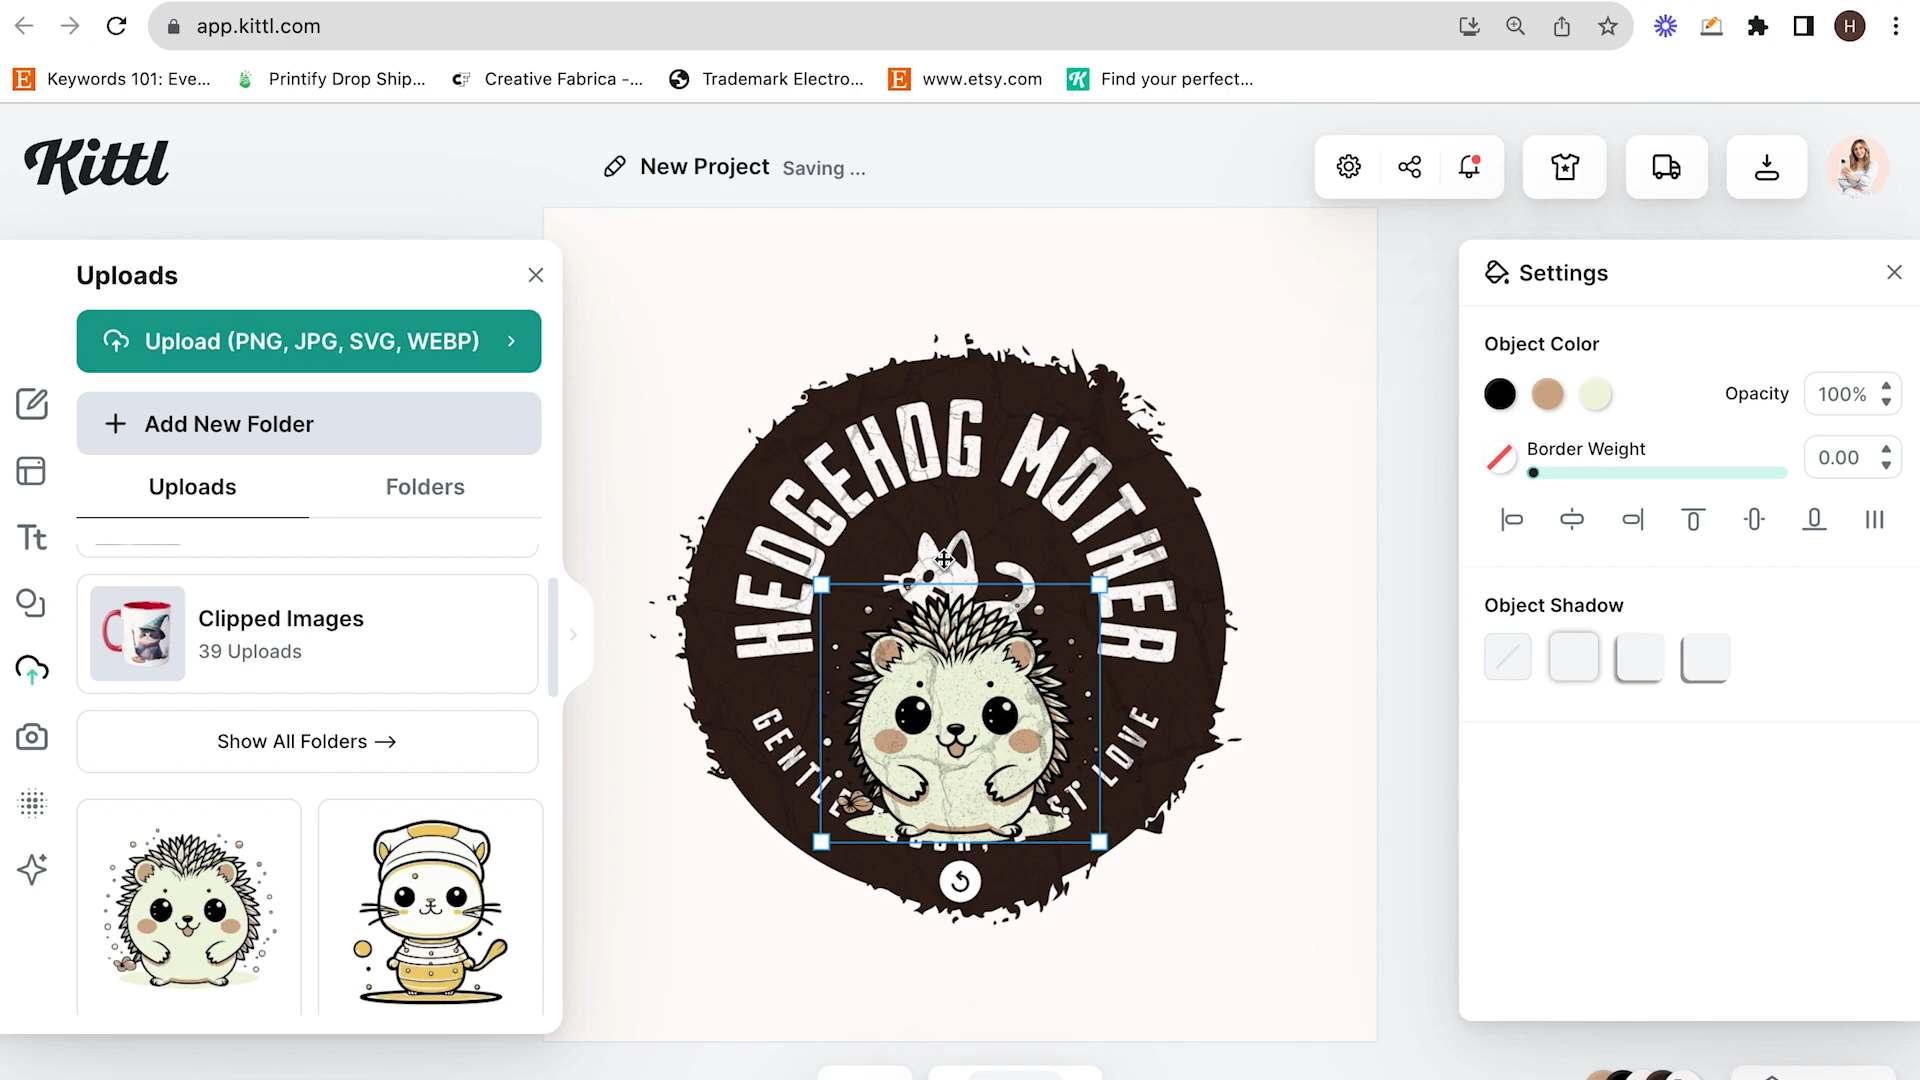 app.kittl.com
H
Keywords 101: Eve...
Printify Drop Ship...
Creative Fabrica -...
Trademark Electro...
www.etsy.com
Find your perfect...
Kittl
New Project
Saving ...
Uploads
Upload (PNG, JPG, SVG, WEBP)
Add New Folder
Uploads
Folders
Clipped Images
39 Uploads
Show All Folders →
HEDGEHOG MOTHER
LOVE
Settings
Object Color
Opacity
100%
Border Weight
0.00
Object Shadow